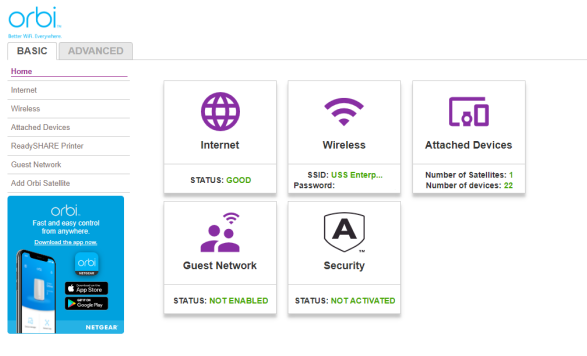 orbi
Better WiFi. Everywhere.
BASIC ADVANCED
Home
Internet
Wireless
Attached Devices
ReadySHARE Printer
Guest Network
Add Orbi Satellite
orbi
Fast and easy control
from anywhere.
Download the app now.
orbi
NETGEAR
App Store
Google Play
NETGEAR
Internet
STATUS: GOOD
Wireless
SSID: USS Enterp...
Password:
Attached Devices
Number of Satellites: 1
Number of devices: 22
Guest Network
STATUS: NOT ENABLED
A
Security
STATUS: NOT ACTIVATED